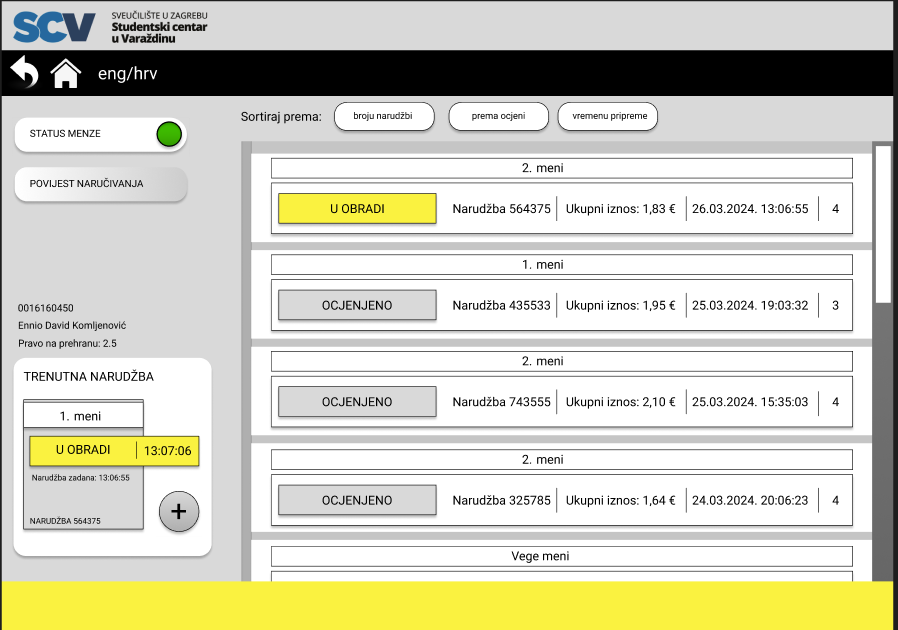 SCV
SVEUČILIŠTE U ZAGREBU
Studentski centar
u Varaždinu
eng/hrv
STATUS MENZE
POVIJEST NARUČIVANJA
0016160450
Ennio David Komljenović
Pravo na prehranu: 2.5
TRENUTNA NARUDŽBA
1. meni
U OBRADI 13:07:06
Narudžba zadana: 13:06:55
NARUDŽBA 564375
+
Sortiraj prema: broju narudžbi prema ocjeni vremenu pripreme
2. meni
U OBRADI Narudžba 564375 Ukupni iznos: 1,83 € 26.03.2024. 13:06:55 4
1. meni
OCJENJENO Narudžba 435533 Ukupni iznos: 1,95 € 25.03.2024. 19:03:32 3
2. meni
OCJENJENO Narudžba 743555 Ukupni iznos: 2,10 € 25.03.2024. 15:35:03 4
2. meni
OCJENJENO Narudžba 325785 Ukupni iznos: 1,64 € 24.03.2024. 20:06:23 4
Vege meni